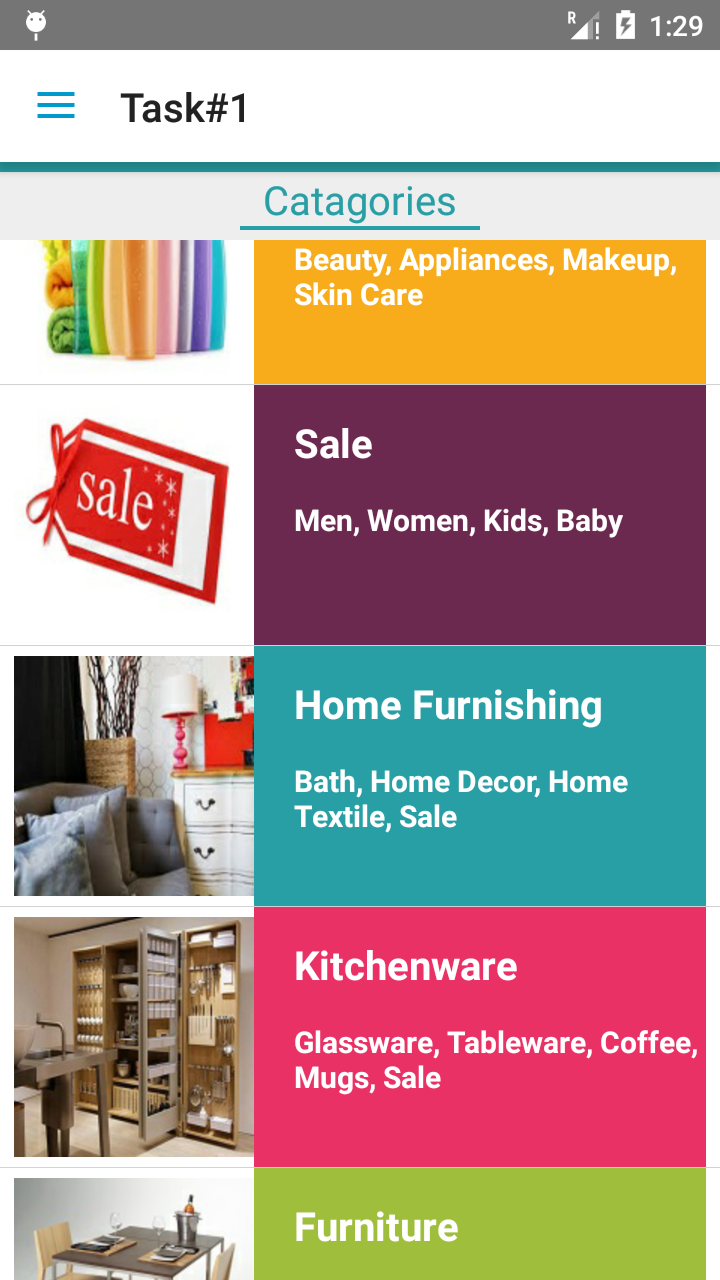 R
1:29
Task#1
Catagories
Beauty, Appliances, Makeup,
Skin Care
sale
Sale
Men, Women, Kids, Baby
Home Furnishing
Bath, Home Decor, Home
Textile, Sale
Kitchenware
Glassware, Tableware, Coffee,
Mugs, Sale
Furniture